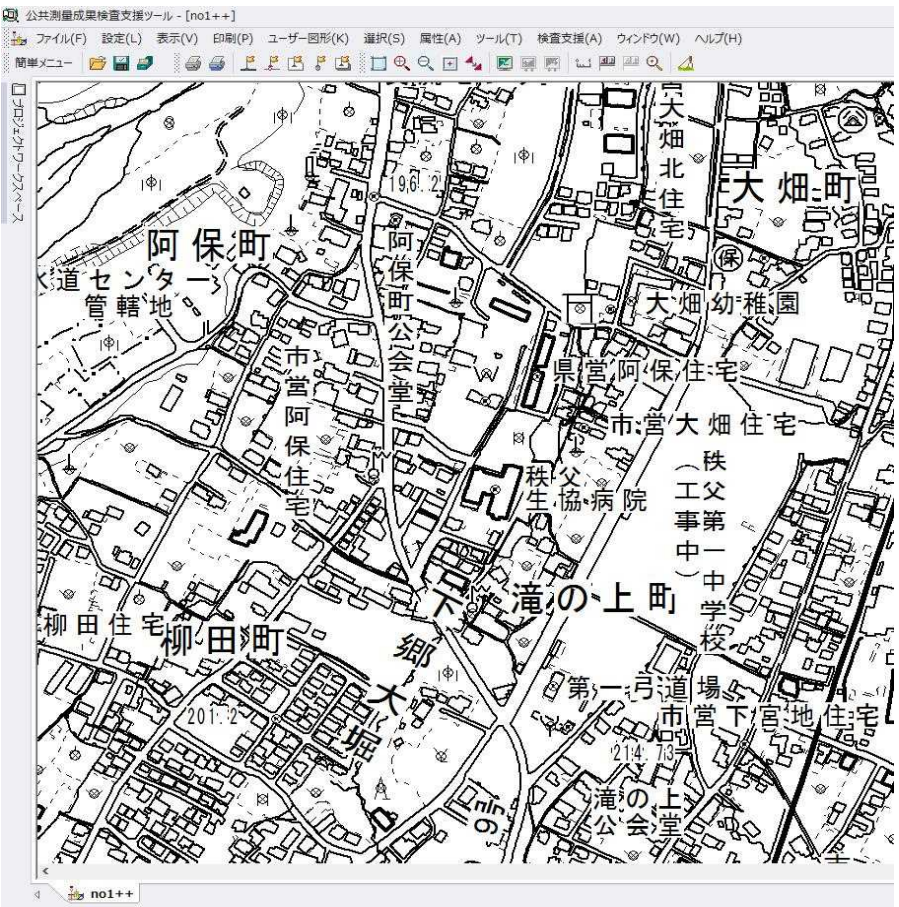 公共測量成果検査支援ツール - [no1++]
ファイル(F) 設定(L) 表示(V) 印刷(P) ユーザー図形(K) 選択(S) 属性(A) ツール(T) 検査支援(A) ウィンドウ(W) ヘルプ(H)
簡単メニュー
プロジェクトワークスペース
大畑北住宅
大畑町
196.2
阿保町
阿保町公会堂
保
道センター
管轄地
大畑幼稚園
市営阿保住宅
県営阿保住宅
市営大畑住宅
秩父
生協病院
秩父第一中学校
(工事中)
滝の上町
下郷
大堀
柳田住宅
柳田町
第一弓道場
市営下宮地住宅
201.2
214.73
滝の上
公会堂
no1++